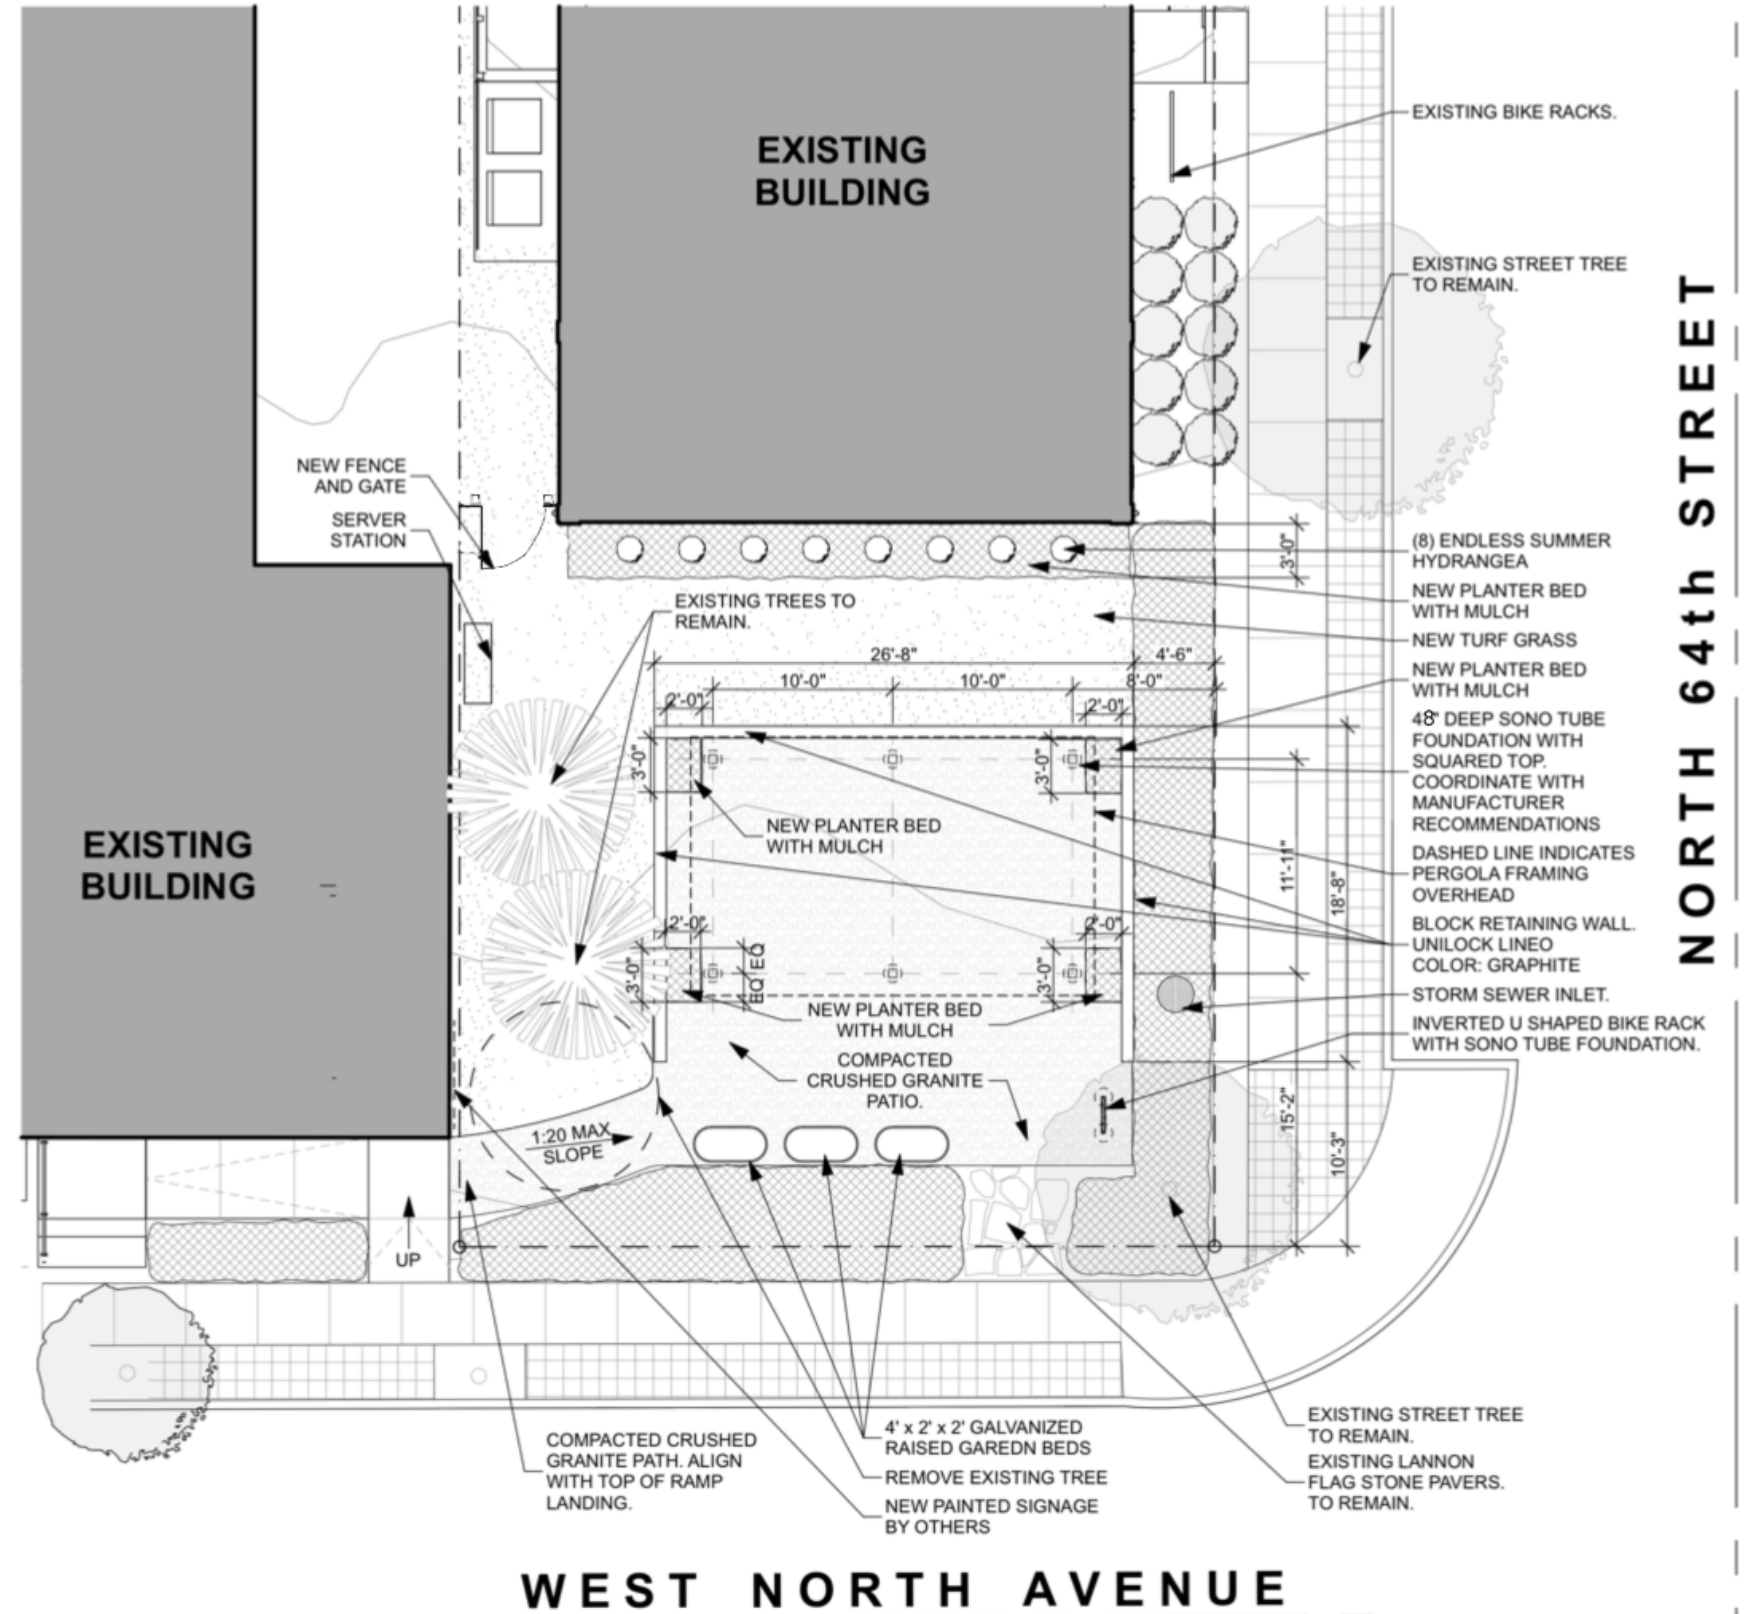 EXISTING
BUILDING
EXISTING BIKE RACKS.
EXISTING STREET TREE
TO REMAIN.
NORTH 64th STREET
NEW FENCE
AND GATE
SERVER
STATION
3'-0"
(8) ENDLESS SUMMER
HYDRANGEA
NEW PLANTER BED
WITH MULCH
NEW TURF GRASS
NEW PLANTER BED
WITH MULCH
48" DEEP SONO TUBE
FOUNDATION WITH
SQUARED TOP.
COORDINATE WITH
MANUFACTURER
RECOMMENDATIONS
DASHED LINE INDICATES
PERGOLA FRAMING
OVERHEAD
BLOCK RETAINING WALL.
UNILOCK LINEO
COLOR: GRAPHITE
STORM SEWER INLET.
INVERTED U SHAPED BIKE RACK
WITH SONO TUBE FOUNDATION.
EXISTING TREES TO
REMAIN.
26'-8"
4'-6"
10'-0"
10'-0"
8'-0"
2'-0"
2'-0"
3'-0"
3'-0"
NEW PLANTER BED
WITH MULCH
11'-11"
18'-8"
EXISTING
BUILDING
2'-0"
2'-0"
3'-0"
EQ EQ
3'-0"
NEW PLANTER BED
WITH MULCH
COMPACTED
CRUSHED GRANITE
PATIO.
15'-2"
10'-3"
1:20 MAX
SLOPE
UP
COMPACTED CRUSHED
GRANITE PATH. ALIGN
WITH TOP OF RAMP
LANDING.
4' x 2' x 2' GALVANIZED
RAISED GAREDN BEDS
REMOVE EXISTING TREE
NEW PAINTED SIGNAGE
BY OTHERS
EXISTING STREET TREE
TO REMAIN.
EXISTING LANNON
FLAG STONE PAVERS.
TO REMAIN.
WEST NORTH AVENUE